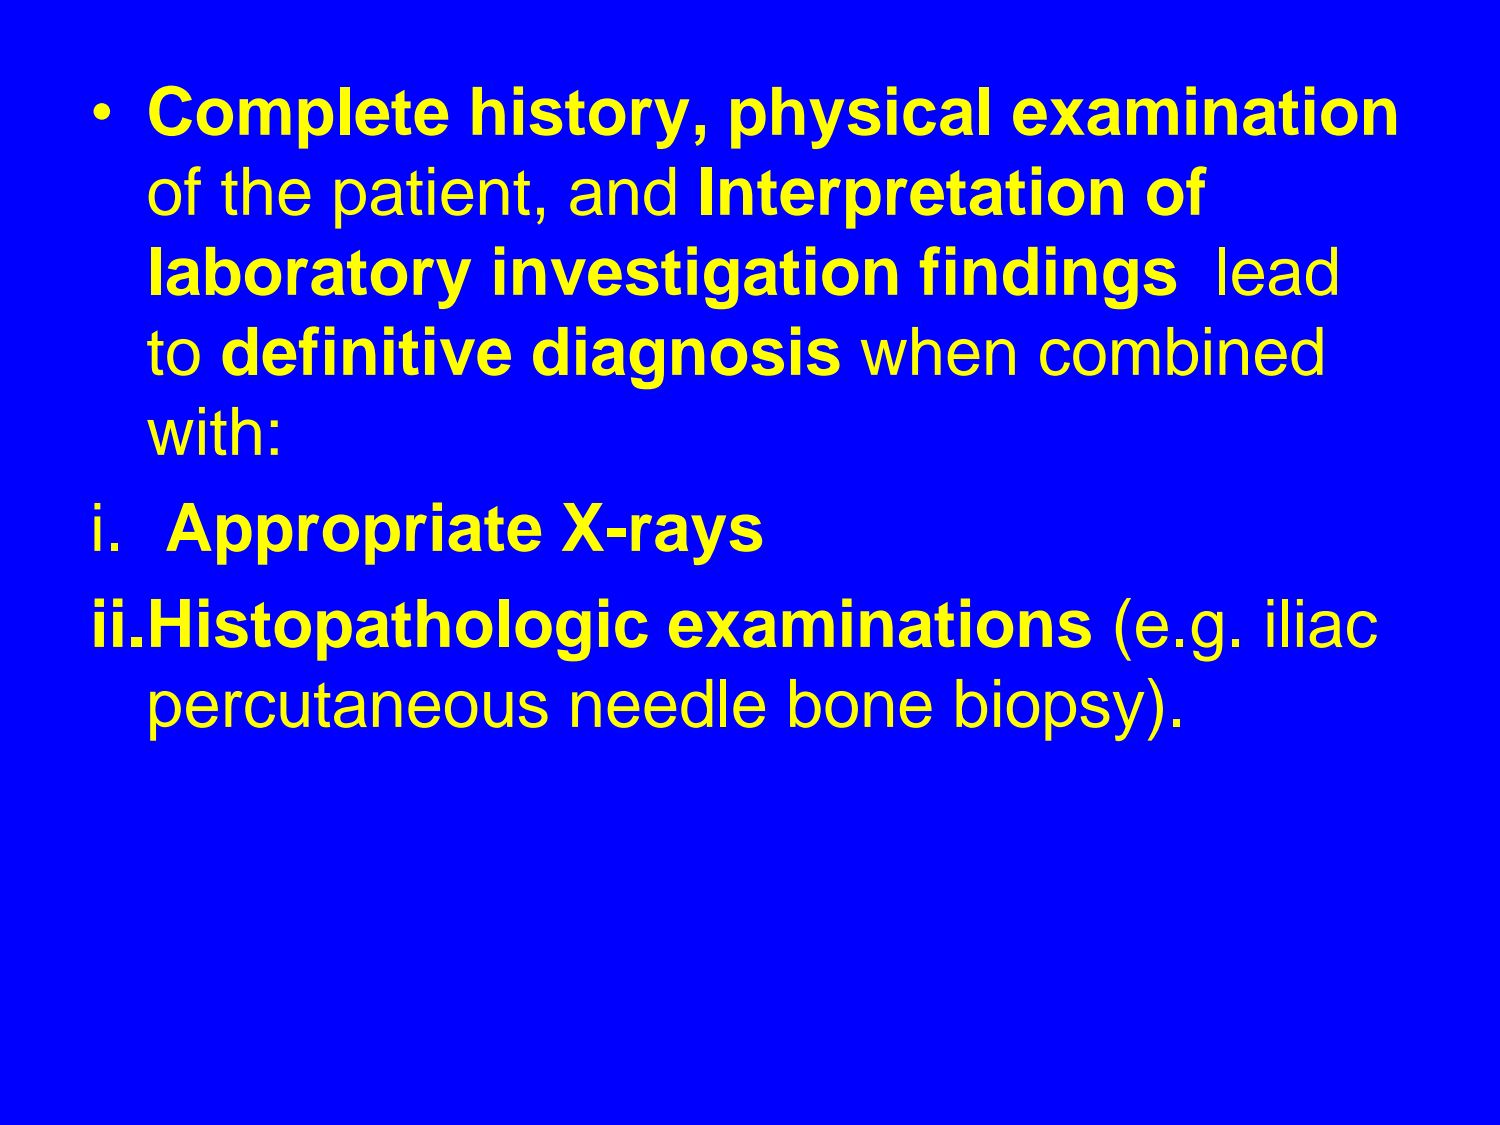 • Complete history, physical examination
of the patient, and Interpretation of
laboratory investigation findings  lead
to definitive diagnosis when combined
with:
i. Appropriate X-rays
ii.Histopathologic examinations (e.g. iliac
percutaneous needle bone biopsy).